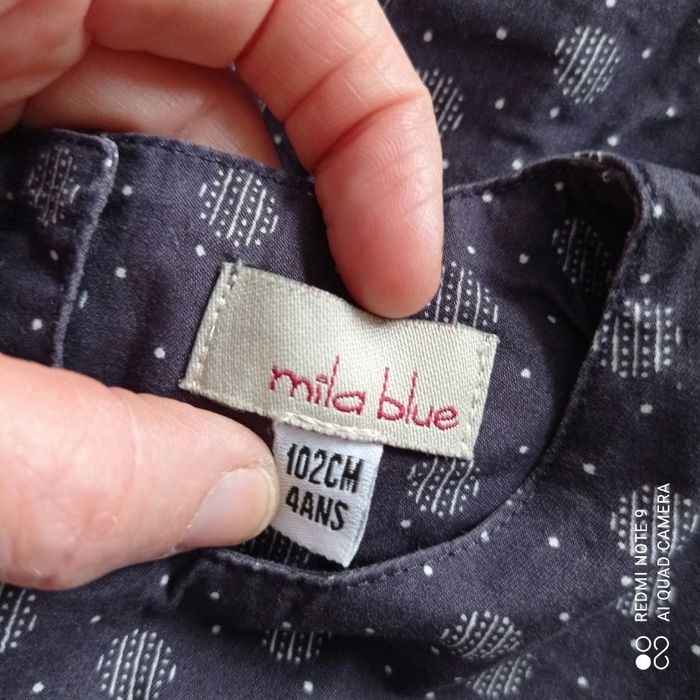 mila blue
102CM
4ANS
REDMI NOTE 9
AI QUAD CAMERA